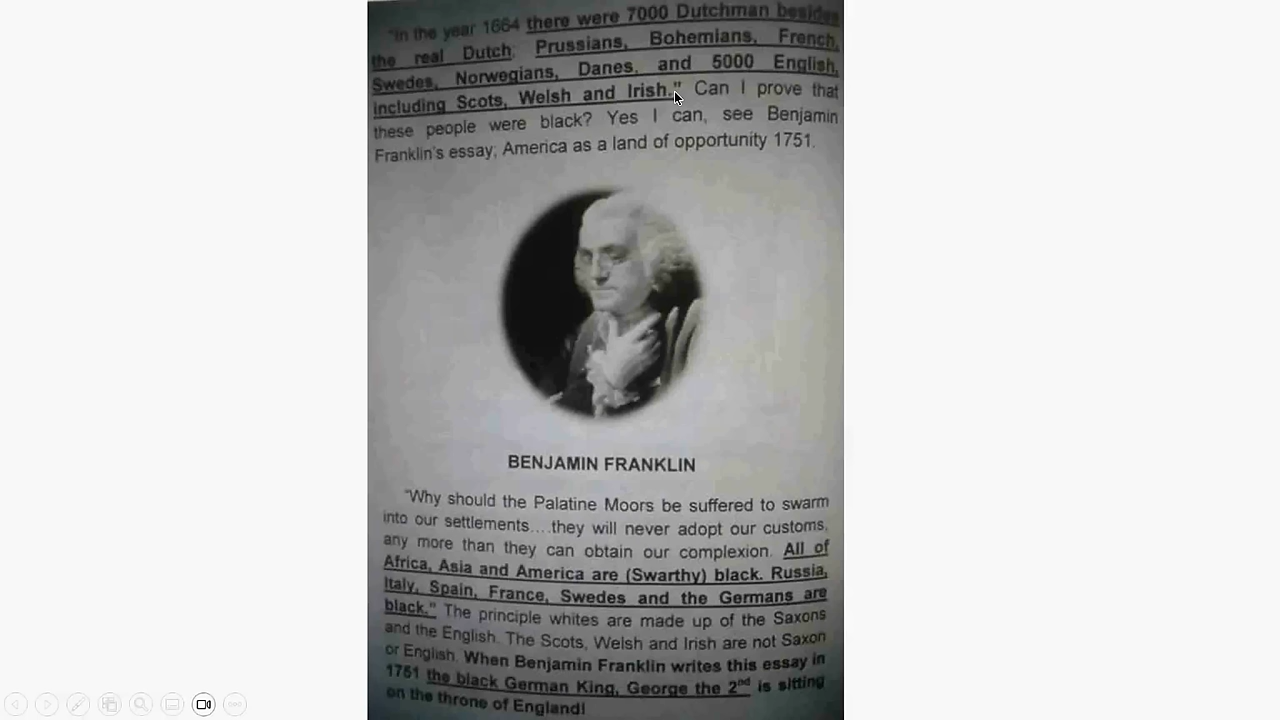 "In the year 1664 there were 7000 Dutchman besides
the real Dutch; Prussians, Bohemians, French,
Swedes, Norwegians, Danes, and 5000 English,
including Scots, Welsh and Irish." Can I prove that
these people were black? Yes I can, see Benjamin
Franklin's essay; America as a land of opportunity 1751.
BENJAMIN FRANKLIN
"Why should the Palatine Moors be suffered to swarm
into our settlements....they will never adopt our customs,
any more than they can obtain our complexion. All of
Africa, Asia and America are (Swarthy) black. Russia,
Italy, Spain, France, Swedes and the Germans are
black." The principle whites are made up of the Saxons
and the English. The Scots, Welsh and Irish are not Saxon
or English. When Benjamin Franklin writes this essay in
1751 the black German King, George the 2nd is sitting
on the throne of England!